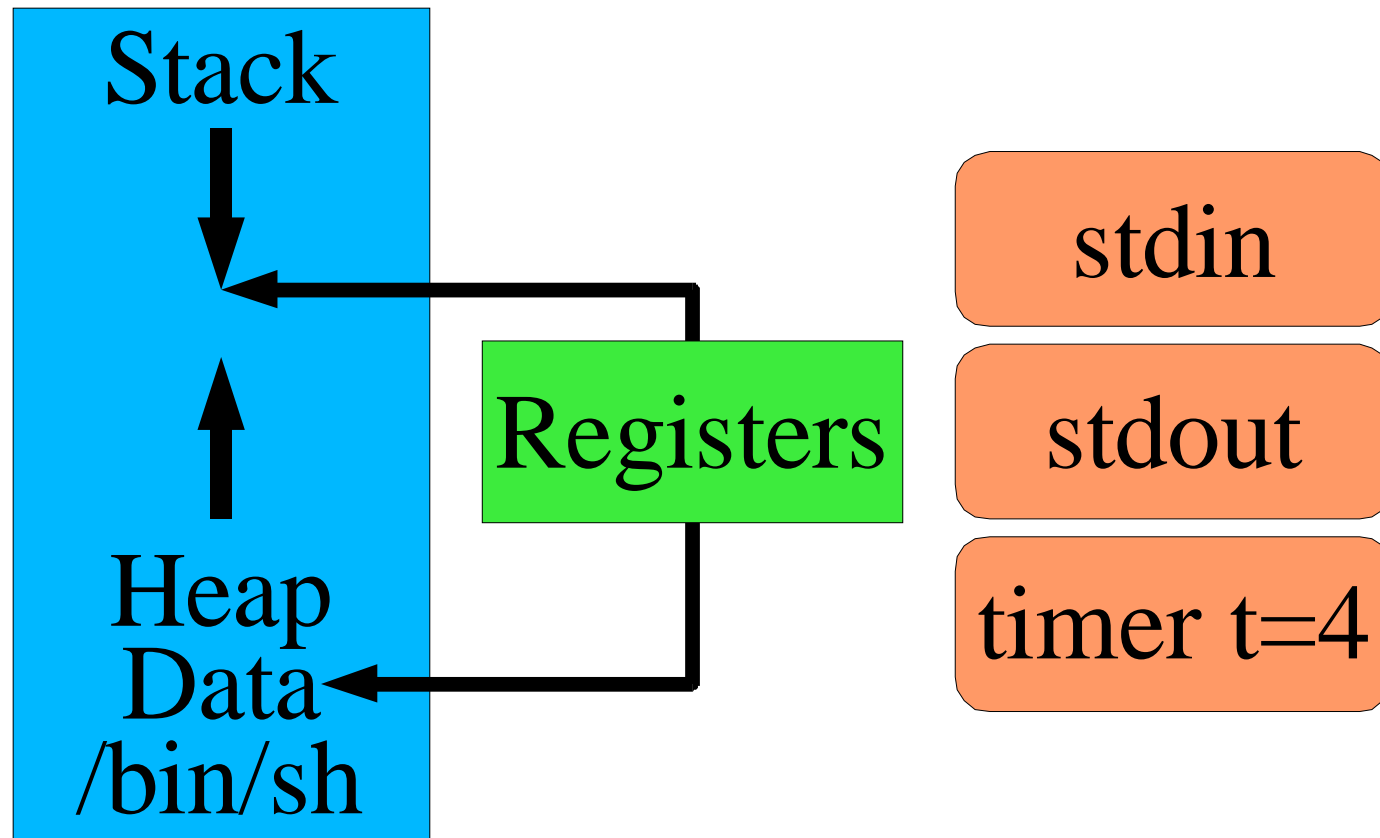 Stack
Heap
Data
/bin/sh
Registers
stdin
stdout
timer t=4